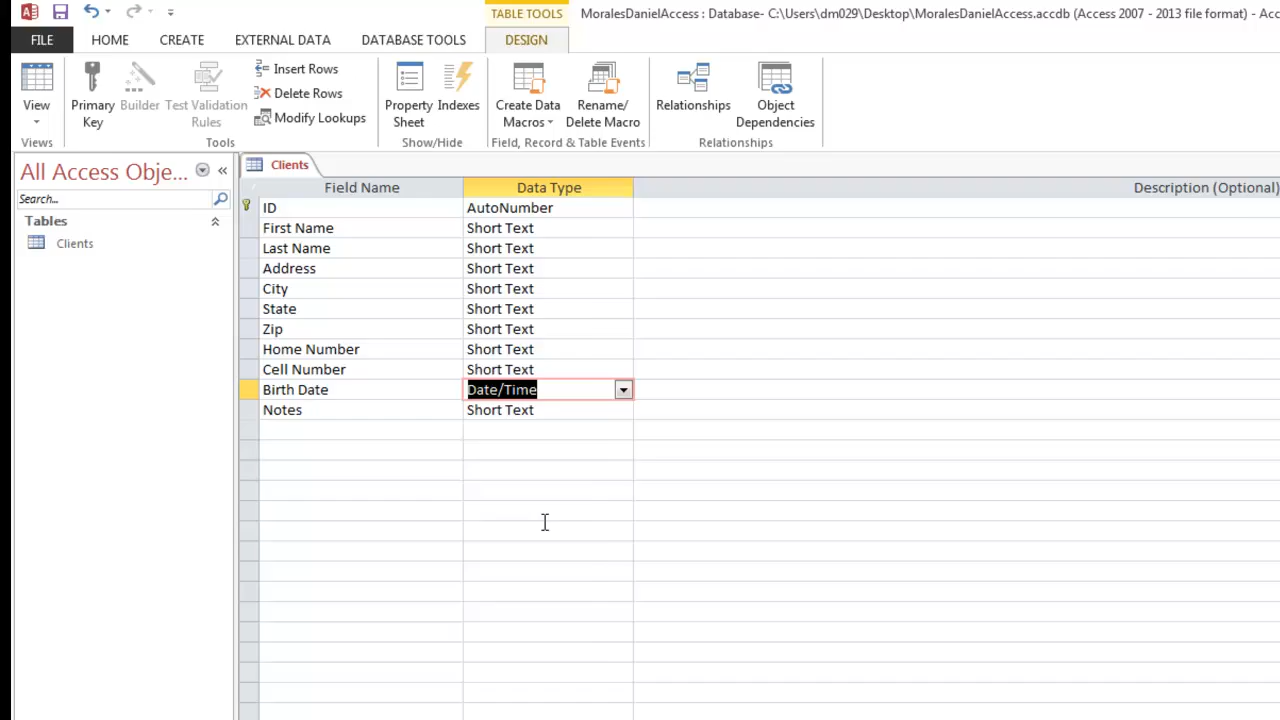 TABLE TOOLS
MoralesDanielAccess : Database- C:\Users\dm029\Desktop\MoralesDanielAccess.accdb (Access 2007 - 2013 file format) - Acc
FILE HOME CREATE EXTERNAL DATA DATABASE TOOLS DESIGN
View
Primary Key
Builder
Test Validation Rules
Insert Rows
Delete Rows
Modify Lookups
Property Sheet
Indexes
Create Data Macros
Rename/ Delete Macro
Relationships
Object Dependencies
Views Tools Show/Hide Field, Record & Table Events Relationships
All Access Obje...
Search...
Tables
Clients
Clients
Field Name Data Type Description (Optional)
ID AutoNumber
First Name Short Text
Last Name Short Text
Address Short Text
City Short Text
State Short Text
Zip Short Text
Home Number Short Text
Cell Number Short Text
Birth Date Date/Time
Notes Short Text